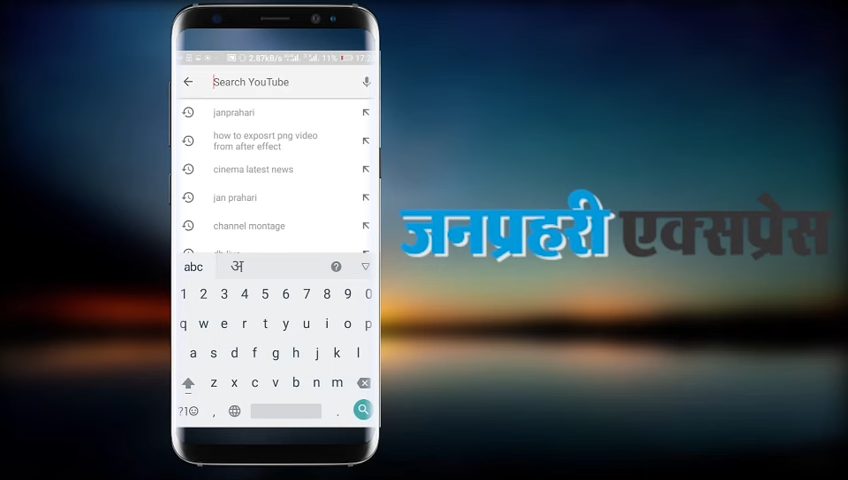 2.87kB/s
11%
Search YouTube
janprahari
how to exposrt png video
from after effect
cinema latest news
jan prahari
channel montage
abc अ ?
1 2 3 4 5 6 7 8 9 0
q w e r t y u i o p
a s d f g h j k l
z x c v b n m
?1☺ , .
जनप्रहरी एक्सप्रेस